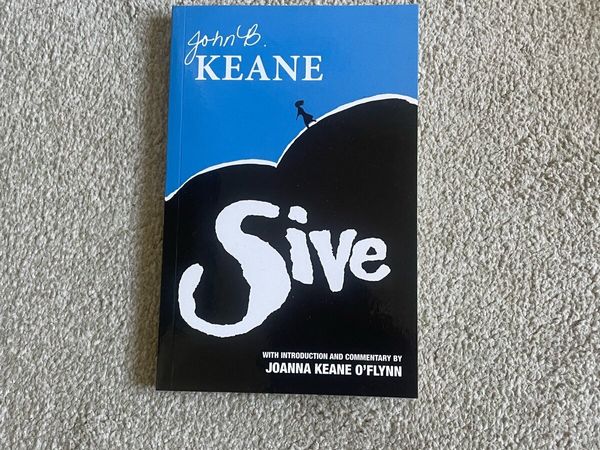 John B.
KEANE
Sive
WITH INTRODUCTION AND COMMENTARY BY
JOANNA KEANE O'FLYNN